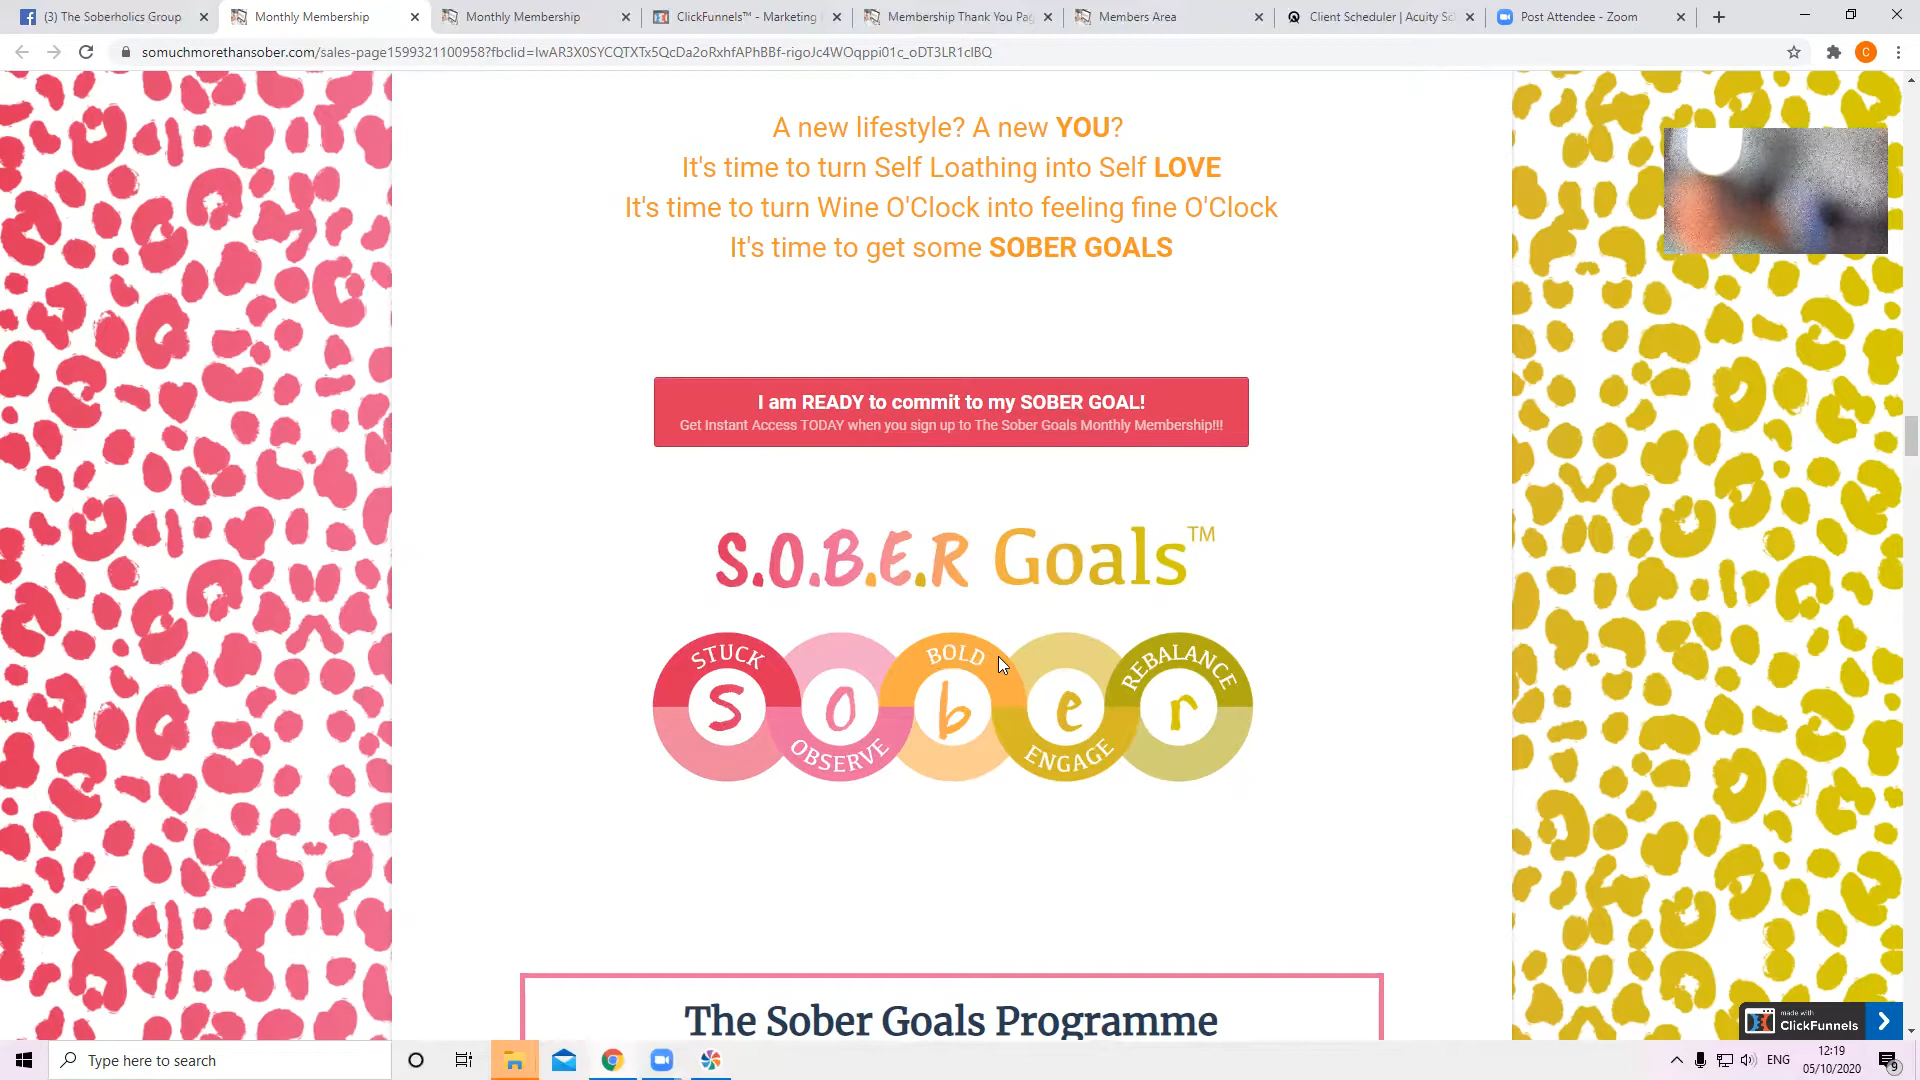 (3) The Soberholics Group
Monthly Membership
Monthly Membership
ClickFunnels™ - Marketing
Membership Thank You Pag
Members Area
Client Scheduler | Acuity Sc
Post Attendee - Zoom
somuchmorethansober.com/sales-page1599321100958?fbclid=IwAR3X0SYCQTXTx5QcDa2oRxhfAPhBBf-rigoJc4WOqppi01c_oDT3LR1clBQ
C
A new lifestyle? A new YOU?
It's time to turn Self Loathing into Self LOVE
It's time to turn Wine O'Clock into feeling fine O'Clock
It's time to get some SOBER GOALS
I am READY to commit to my SOBER GOAL!
Get Instant Access TODAY when you sign up to The Sober Goals Monthly Membership!!!
S.O.B.E.R Goals™
STUCK
BOLD
REBALANCE
s o b e r
OBSERVE
ENGAGE
The Sober Goals Programme
made with
ClickFunnels
Type here to search
ENG
12:19
05/10/2020
9